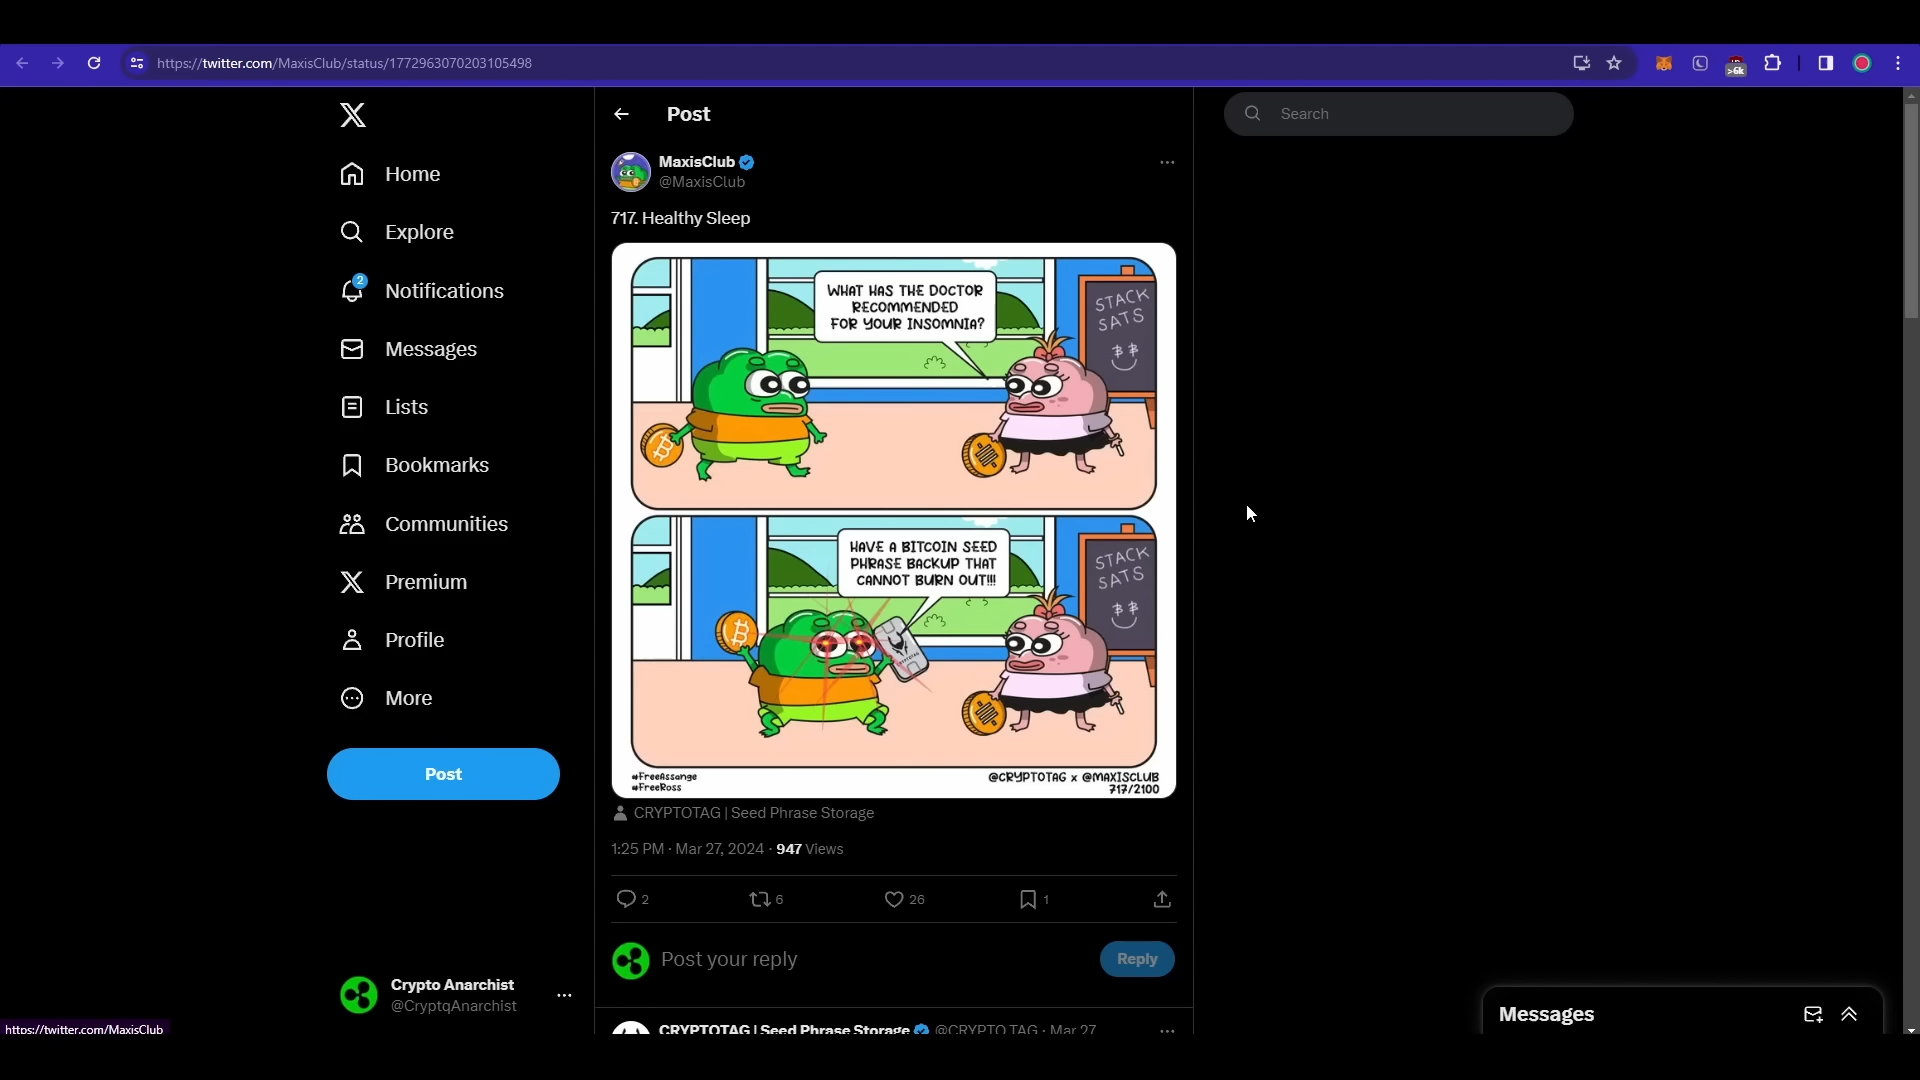 https://twitter.com/MaxisClub/status/1772963070203105498
>6k
Home
Explore
2
Notifications
Messages
Lists
Bookmarks
Communities
Premium
Profile
More
Post
Crypto Anarchist
@CryptqAnarchist
https://twitter.com/MaxisClub
Post
MaxisClub
@MaxisClub
717. Healthy Sleep
WHAT HAS THE DOCTOR
RECOMMENDED
FOR YOUR INSOMNIA?
STACK
SATS
HAVE A BITCOIN SEED
PHRASE BACKUP THAT
CANNOT BURN OUT!!!
STACK
SATS
CRYPTOTAG
#FreeAssange
#FreeRoss
@CRYPTOTAG x @MAXISCLUB
717/2100
CRYPTOTAG | Seed Phrase Storage
1:25 PM · Mar 27, 2024 · 947 Views
2
6
26
1
Post your reply
Reply
CRYPTOTAG | Seed Phrase Storage @CRYPTO TAG · Mar 27
Search
Messages